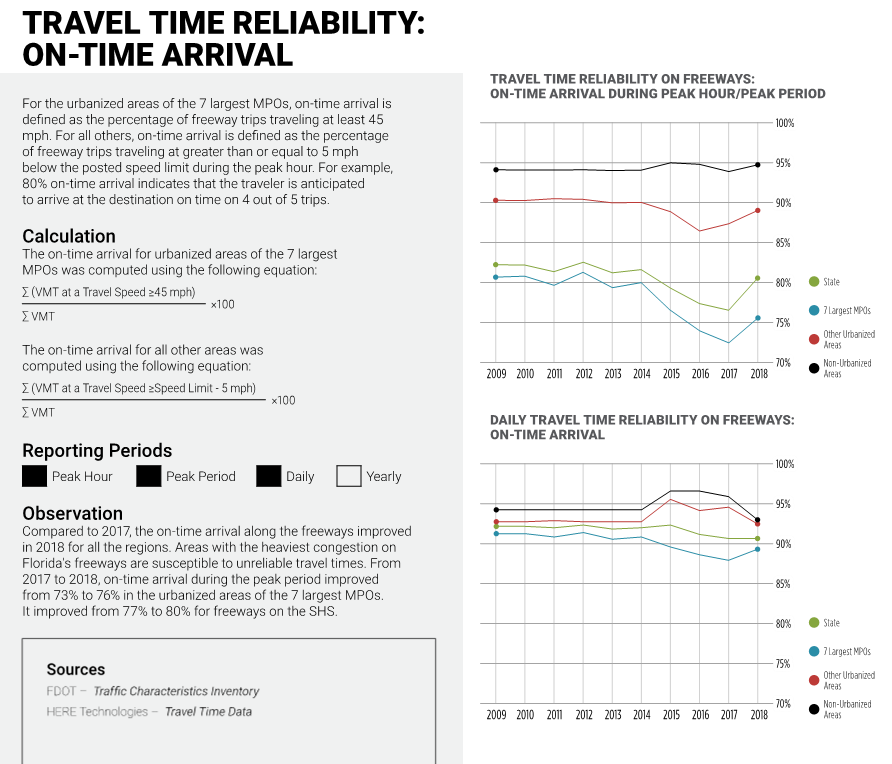 TRAVEL TIME RELIABILITY:
ON-TIME ARRIVAL
For the urbanized areas of the 7 largest MPOs, on-time arrival is
defined as the percentage of freeway trips traveling at least 45
mph. For all others, on-time arrival is defined as the percentage
of freeway trips traveling at greater than or equal to 5 mph
below the posted speed limit during the peak hour. For example,
80% on-time arrival indicates that the traveler is anticipated
to arrive at the destination on time on 4 out of 5 trips.
Calculation
The on-time arrival for urbanized areas of the 7 largest
MPOs was computed using the following equation:
∑ (VMT at a Travel Speed ≥45 mph)
×100
∑ VMT
The on-time arrival for all other areas was
computed using the following equation:
∑ (VMT at a Travel Speed ≥Speed Limit - 5 mph)
×100
∑ VMT
Reporting Periods
Peak Hour Peak Period Daily Yearly
Observation
Compared to 2017, the on-time arrival along the freeways improved
in 2018 for all the regions. Areas with the heaviest congestion on
Florida's freeways are susceptible to unreliable travel times. From
2017 to 2018, on-time arrival during the peak period improved
from 73% to 76% in the urbanized areas of the 7 largest MPOs.
It improved from 77% to 80% for freeways on the SHS.
Sources
FDOT – Traffic Characteristics Inventory
HERE Technologies – Travel Time Data
TRAVEL TIME RELIABILITY ON FREEWAYS:
ON-TIME ARRIVAL DURING PEAK HOUR/PEAK PERIOD
100%
95%
90%
85%
80%
75%
70%
2009 2010 2011 2012 2013 2014 2015 2016 2017 2018
State
7 Largest MPOs
Other Urbanized
Areas
Non-Urbanized
Areas
DAILY TRAVEL TIME RELIABILITY ON FREEWAYS:
ON-TIME ARRIVAL
100%
95%
90%
85%
80%
75%
70%
2009 2010 2011 2012 2013 2014 2015 2016 2017 2018
State
7 Largest MPOs
Other Urbanized
Areas
Non-Urbanized
Areas